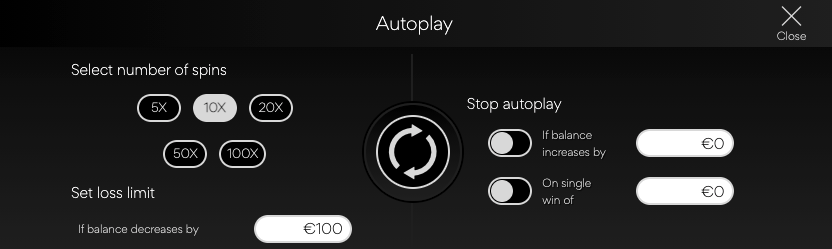 Autoplay
Close
Select number of spins
5X
10X
20X
50X
100X
Set loss limit
If balance decreases by
€100
Stop autoplay
If balance
increases by
€0
On single
win of
€0